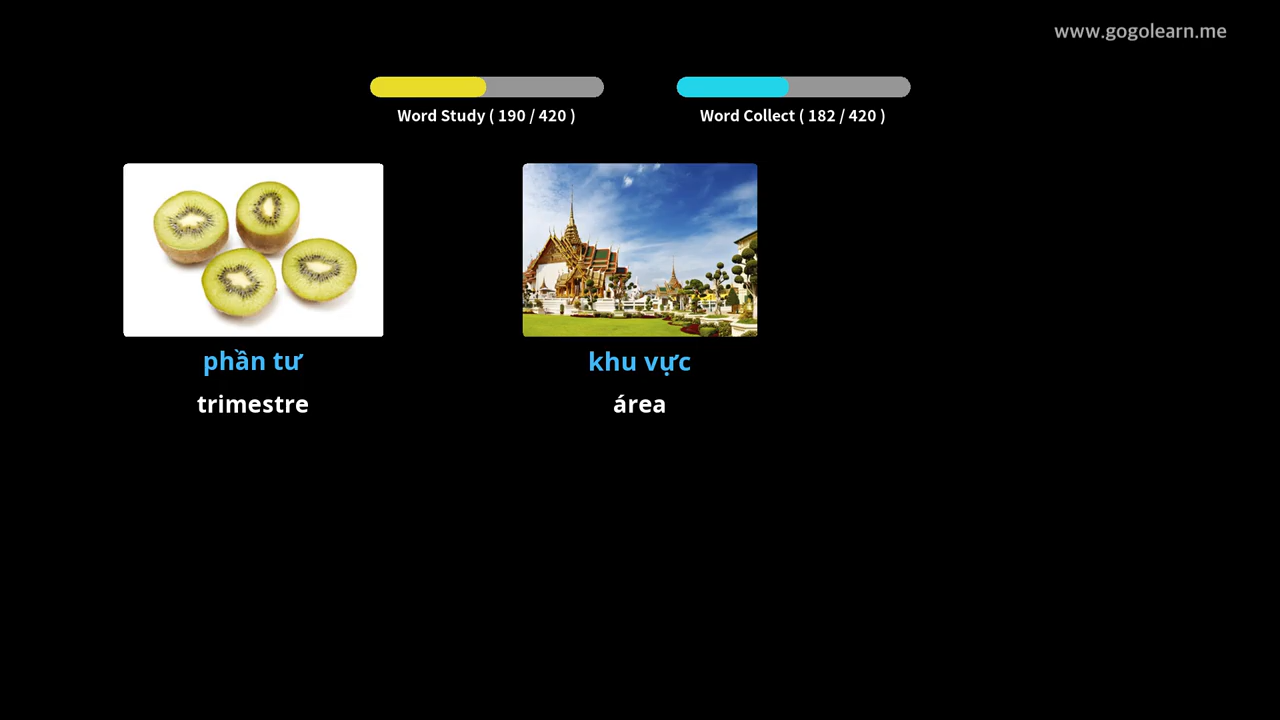 www.gogolearn.me
Word Study ( 190 / 420 )
Word Collect ( 182 / 420 )
phần tư
trimestre
khu vực
área